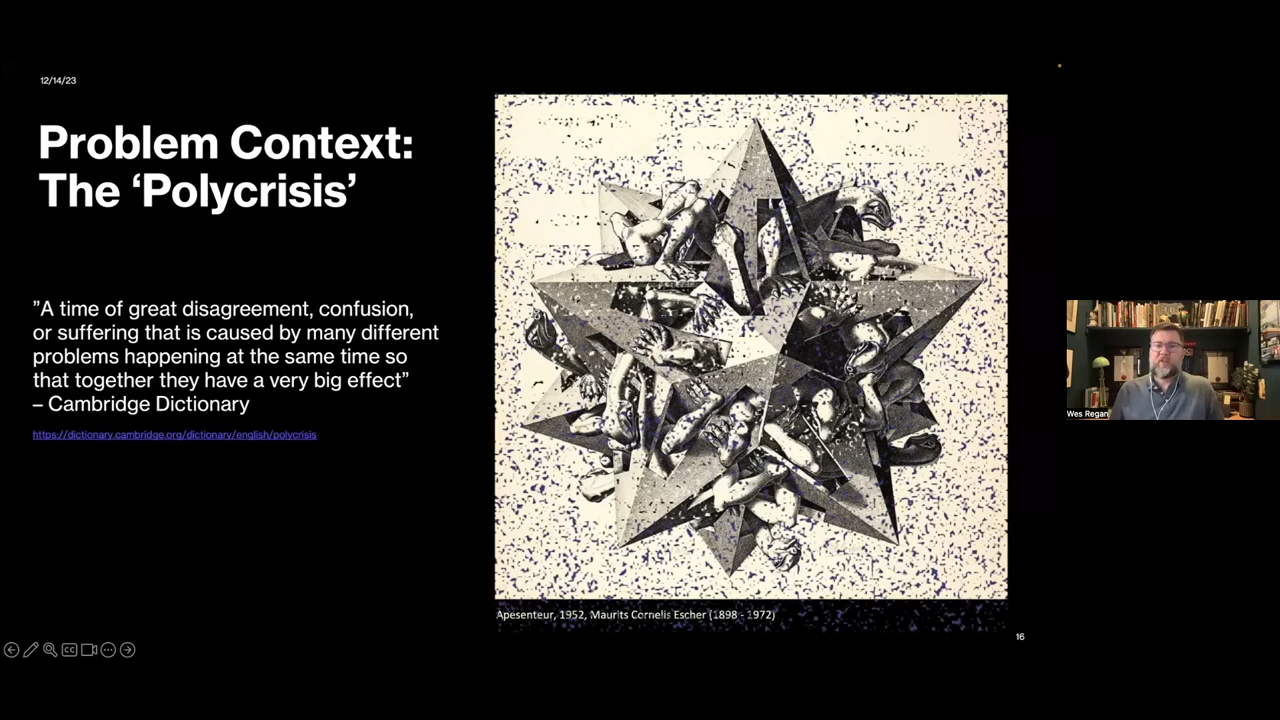 12/14/23
Problem Context:
The ‘Polycrisis’
”A time of great disagreement, confusion,
or suffering that is caused by many different
problems happening at the same time so
that together they have a very big effect”
– Cambridge Dictionary
https://dictionary.cambridge.org/dictionary/english/polycrisis
Apesenteur, 1952, Maurits Cornelis Escher (1898 - 1972)
16
CC
Wes Regan